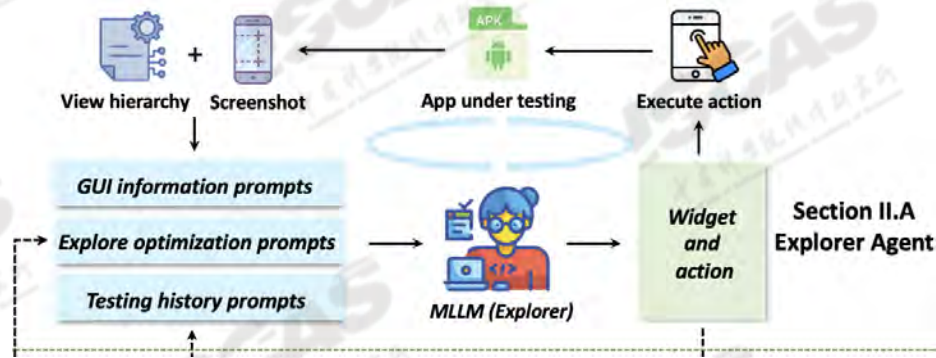 APK
+
View hierarchy
Screenshot
App under testing
Execute action
GUI information prompts
Explore optimization prompts
Testing history prompts
</>
MLLM (Explorer)
Widget
and
action
Section II.A
Explorer Agent
ISCAS